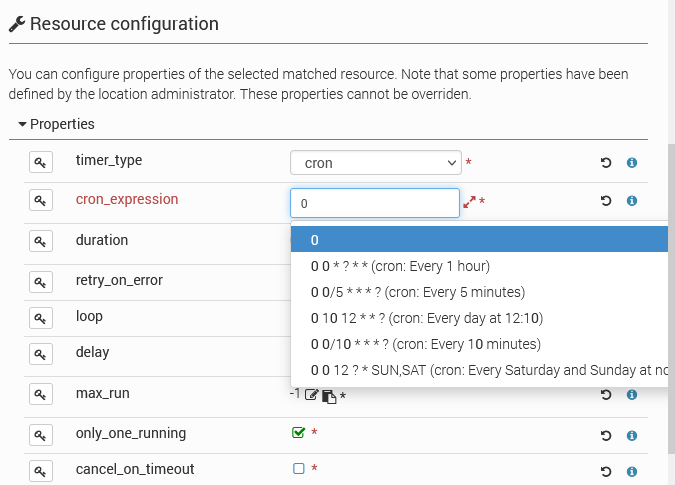 Resource configuration
You can configure properties of the selected matched resource. Note that some properties have been
defined by the location administrator. These properties cannot be overriden.
Properties
timer_type cron *
cron_expression 0 *
0
duration
0 0 * ? * * (cron: Every 1 hour)
retry_on_error
0 0/5 * * * ? (cron: Every 5 minutes)
loop
0 10 12 * * ? (cron: Every day at 12:10)
delay
0 0/10 * * * ? (cron: Every 10 minutes)
0 0 12 ? * SUN,SAT (cron: Every Saturday and Sunday at
max_run -1 *
only_one_running *
cancel_on_timeout *